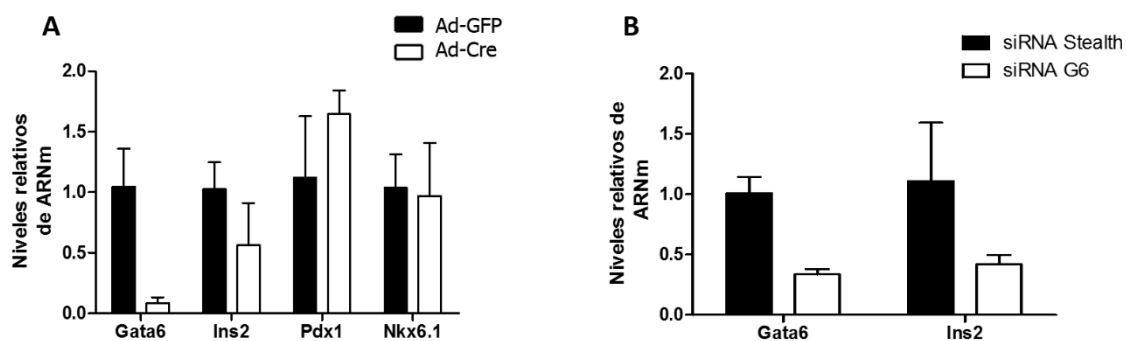 A
Ad-GFP
Ad-Cre
Niveles relativos
de ARNm
2.0
1.5
1.0
0.5
0.0
Gata6 Ins2 Pdx1 Nkx6.1
B
siRNA Stealth
siRNA G6
Niveles relativos de
ARNm
2.0
1.5
1.0
0.5
0.0
Gata6 Ins2